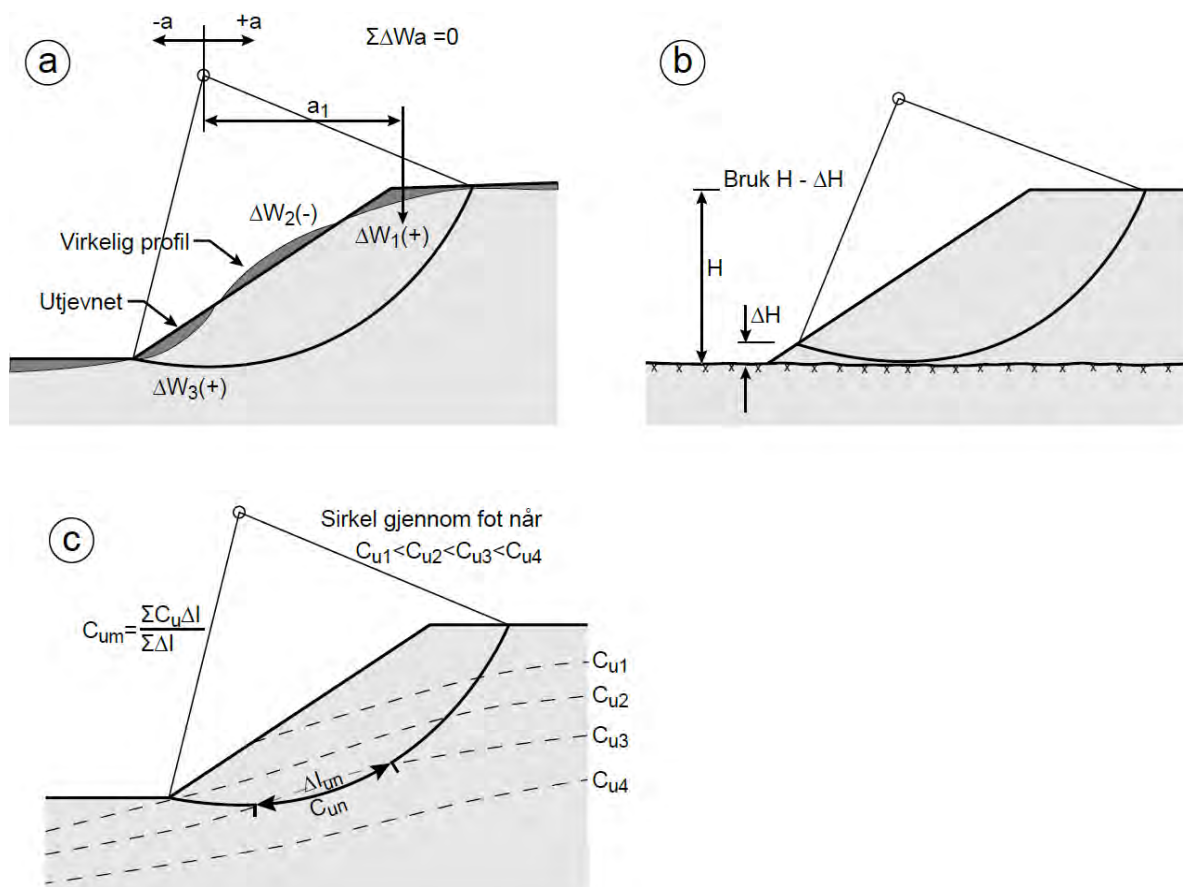 a
-a +a
ΣΔWa =0
a₁
ΔW₂(-)
Virkelig profil
ΔW₁(+)
Utjevnet
ΔW₃(+)
b
Bruk H - ΔH
H
ΔH
c
Sirkel gjennom fot når
Cu1<Cu2<Cu3<Cu4
Cum=ΣCuΔl/ΣΔl
Cu1
Cu2
Cu3
Cu4
Δlun
Cun